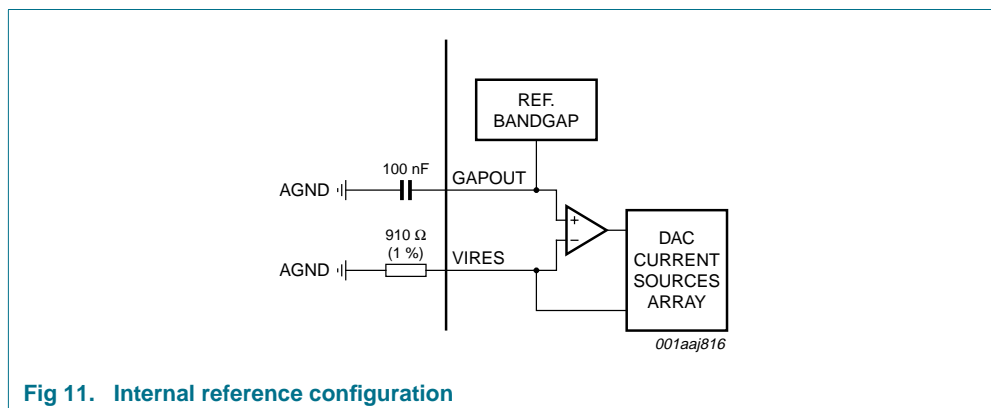 REF.
BANDGAP
100 nF
GAPOUT
AGND
+
−
910 Ω
(1 %)
VIRES
AGND
DAC
CURRENT
SOURCES
ARRAY
001aaj816
Fig 11. Internal reference configuration